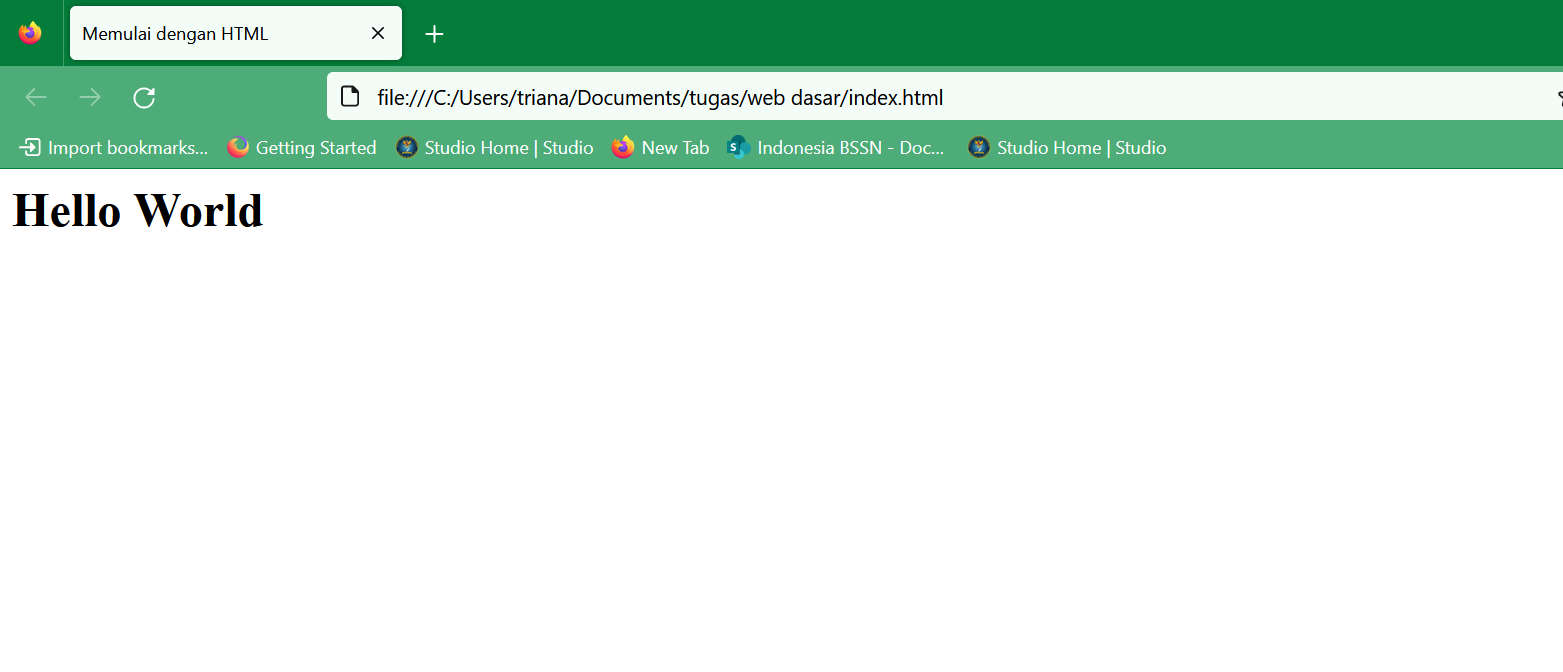 Memulai dengan HTML
file:///C:/Users/triana/Documents/tugas/web dasar/index.html
Import bookmarks... Getting Started Studio Home | Studio New Tab Indonesia BSSN - Doc... Studio Home | Studio
Hello World